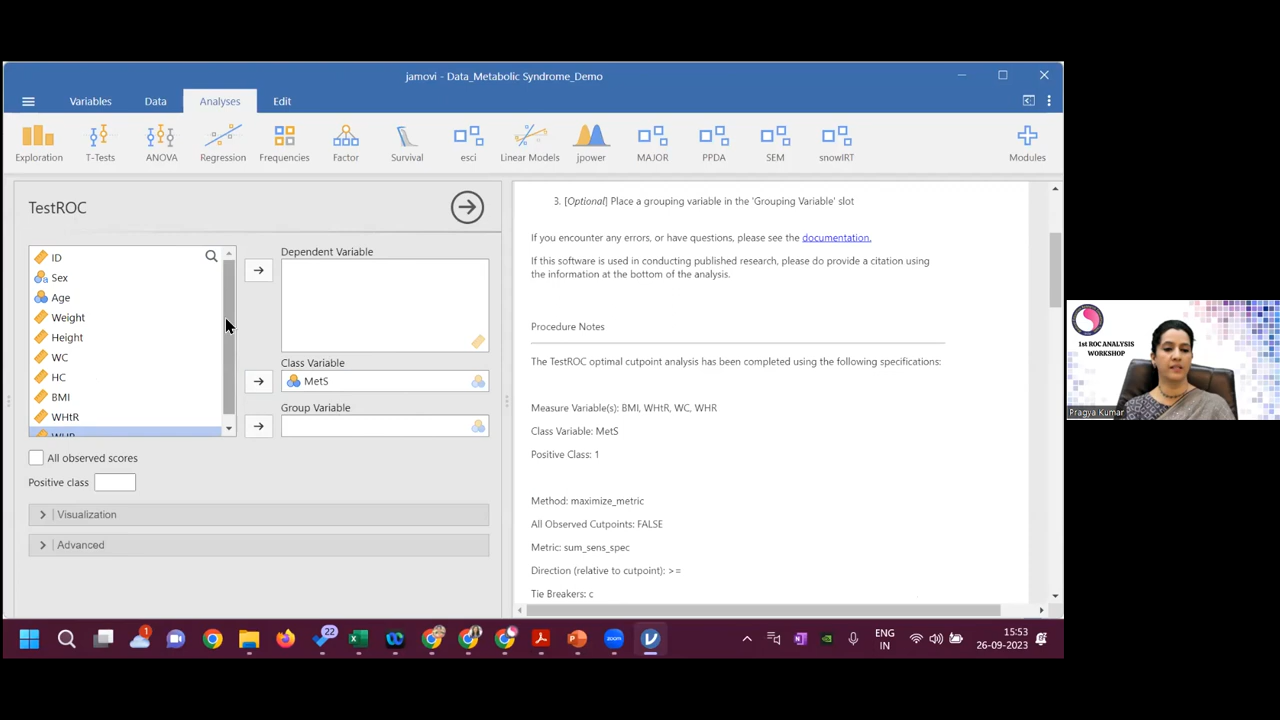 jamovi - Data_Metabolic Syndrome_Demo
Variables
Data
Analyses
Edit
Exploration
T-Tests
ANOVA
Regression
Frequencies
Factor
Survival
esci
Linear Models
jpower
MAJOR
PPDA
SEM
snowIRT
Modules
TestROC
ID
Sex
Age
Weight
Height
WC
HC
BMI
WHtR
WHR
Dependent Variable
Class Variable
MetS
Group Variable
All observed scores
Positive class
Visualization
Advanced
3. [Optional] Place a grouping variable in the 'Grouping Variable' slot
If you encounter any errors, or have questions, please see the documentation.
If this software is used in conducting published research, please do provide a citation using
the information at the bottom of the analysis.
Procedure Notes
The TestROC optimal cutpoint analysis has been completed using the following specifications:
Measure Variable(s): BMI, WHtR, WC, WHR
Class Variable: MetS
Positive Class: 1
Method: maximize_metric
All Observed Cutpoints: FALSE
Metric: sum_sens_spec
Direction (relative to cutpoint): >=
Tie Breakers: c
1st ROC ANALYSIS
WORKSHOP
Pragya Kumar
1
22
zoom
ENG
IN
15:53
26-09-2023